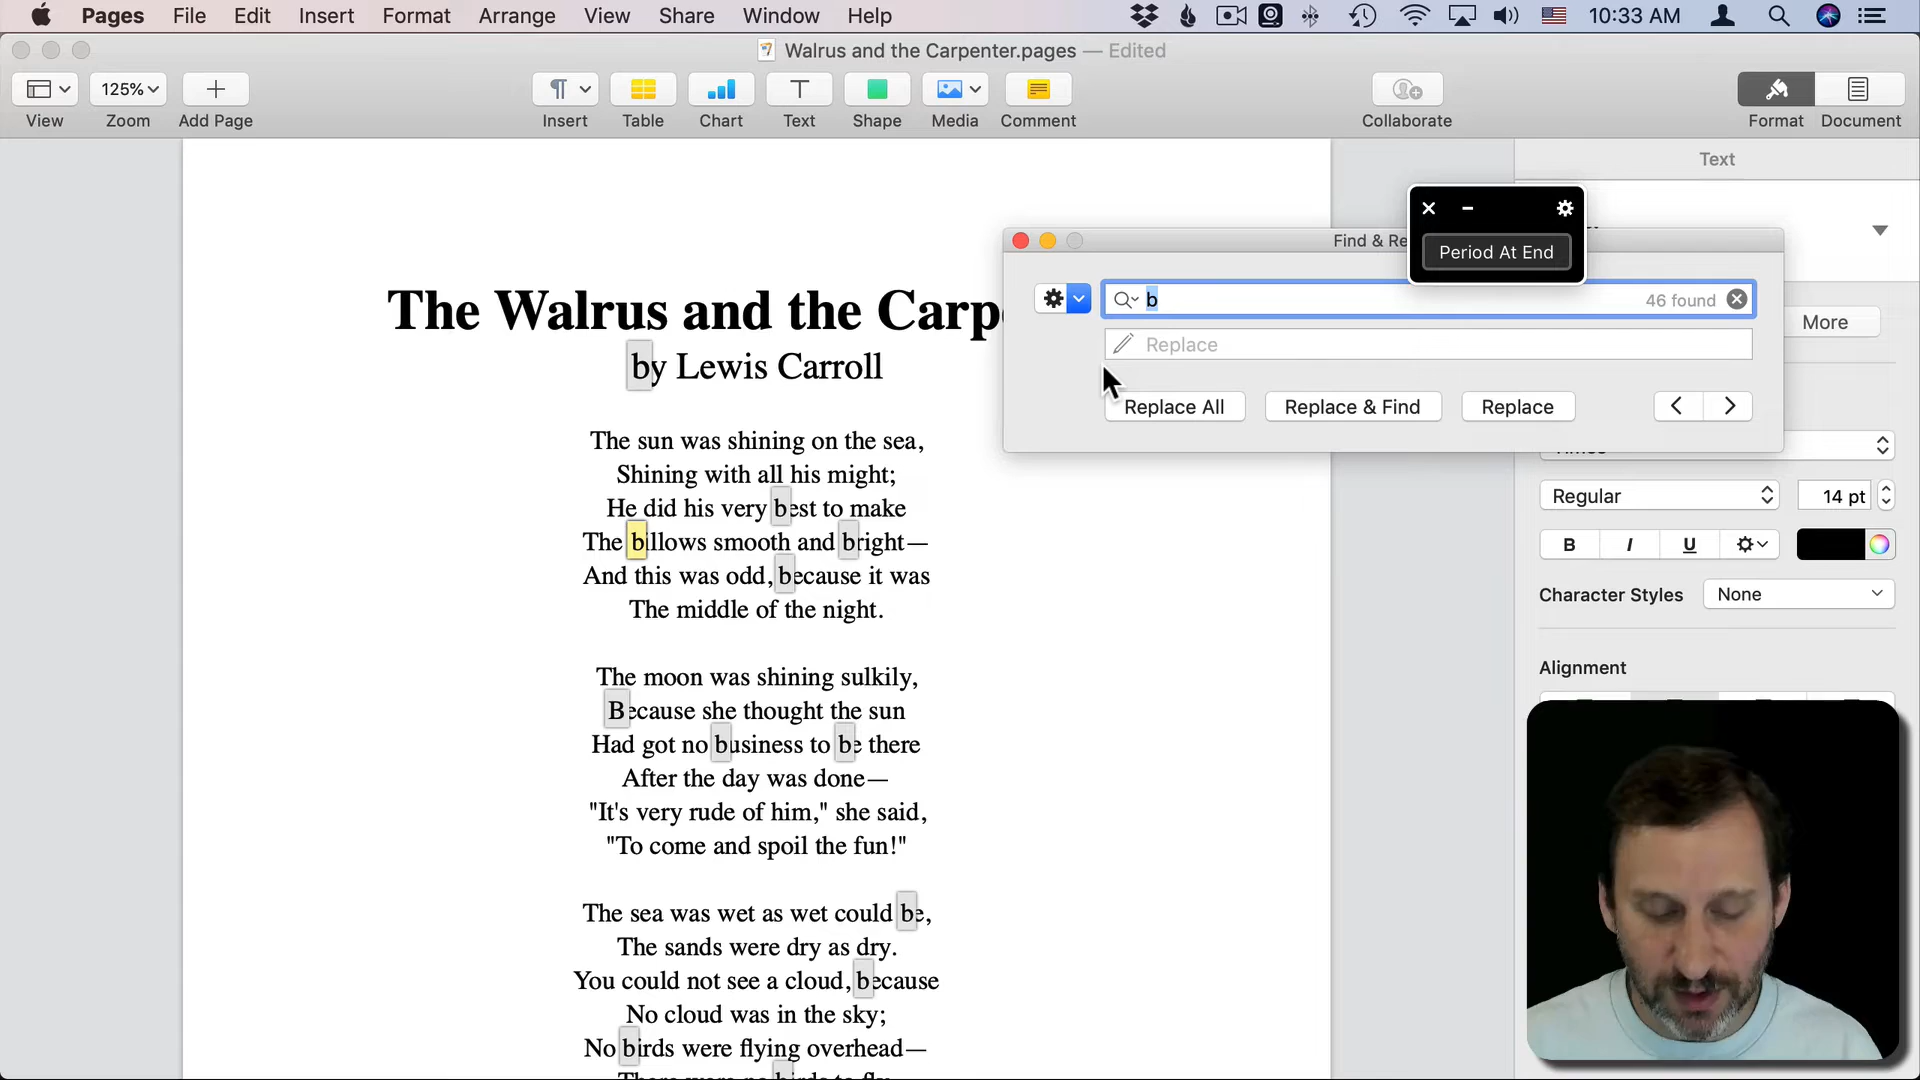 Pages File Edit Insert Format Arrange View Share Window Help 10:33 AM
Walrus and the Carpenter.pages — Edited
125%
View Zoom Add Page Insert Table Chart Text Shape Media Comment Collaborate Format Document
Text
Find & Re
Period At End
b 46 found
Replace
Replace All Replace & Find Replace
More
Regular 14 pt
B I U
Character Styles None
Alignment
The Walrus and the Carpe
by Lewis Carroll
The sun was shining on the sea,
Shining with all his might;
He did his very best to make
The billows smooth and bright—
And this was odd, because it was
The middle of the night.
The moon was shining sulkily,
Because she thought the sun
Had got no business to be there
After the day was done—
"It's very rude of him," she said,
"To come and spoil the fun!"
The sea was wet as wet could be,
The sands were dry as dry.
You could not see a cloud, because
No cloud was in the sky;
No birds were flying overhead—
There were no birds to fly